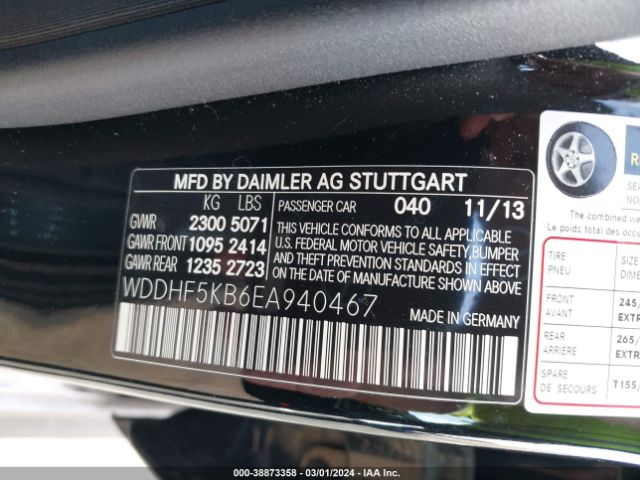 MFD BY DAIMLER AG STUTTGART
KG LBS
GVWR 2300 5071
GAWR FRONT 1095 2414
GAWR REAR 1235 2723
PASSENGER CAR 040 11/13
THIS VEHICLE CONFORMS TO ALL APPLICABLE
U.S. FEDERAL MOTOR VEHICLE SAFETY, BUMPER
AND THEFT PREVENTION STANDARDS IN EFFECT
ON THE DATE OF MANUFACTURE SHOWN ABOVE.
WDDHF5KB6EA940467
MADE IN GERMANY
The combined we
Le poids total des occu
TIRE
PNEU
FRONT
AVANT
245/
EXTR
REAR
ARRIÈRE
265/
EXTR
SPARE
DE SECOURS
T155/
000-38873358 - 03/01/2024 - IAA Inc.